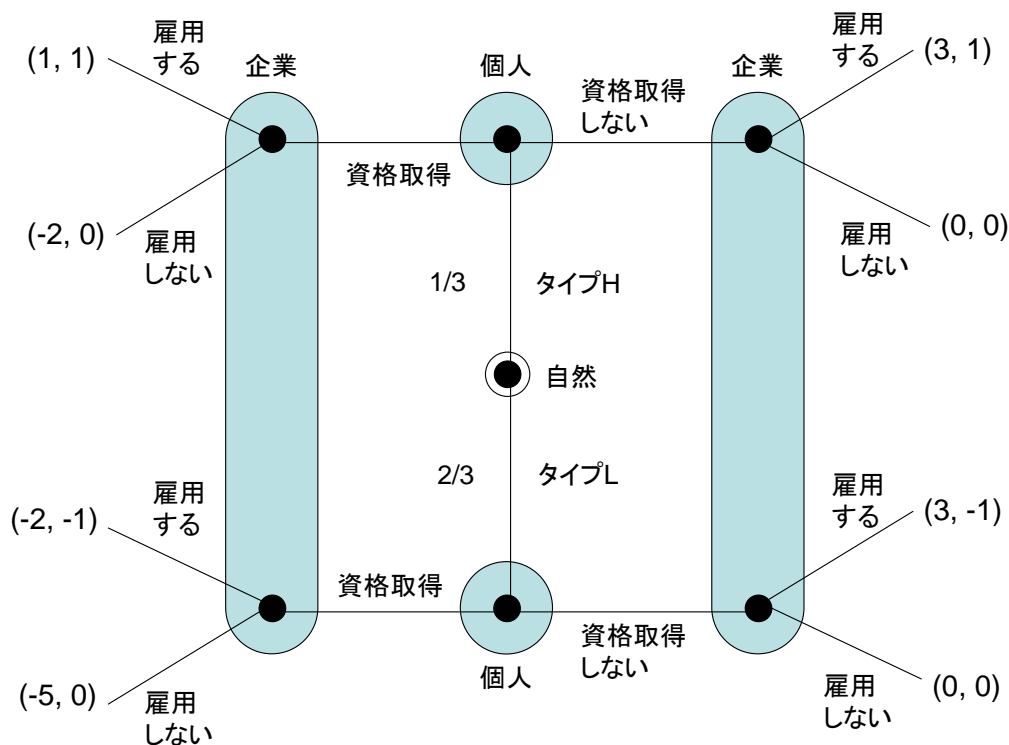 雇用
する
(1, 1)
企業
個人
企業
雇用
する
(3, 1)
資格取得
しない
資格取得
(-2, 0)
雇用
しない
雇用
しない
(0, 0)
1/3
タイプH
自然
2/3
タイプL
雇用
する
(-2, -1)
雇用
する
(3, -1)
資格取得
資格取得
しない
個人
(-5, 0)
雇用
しない
雇用
しない
(0, 0)